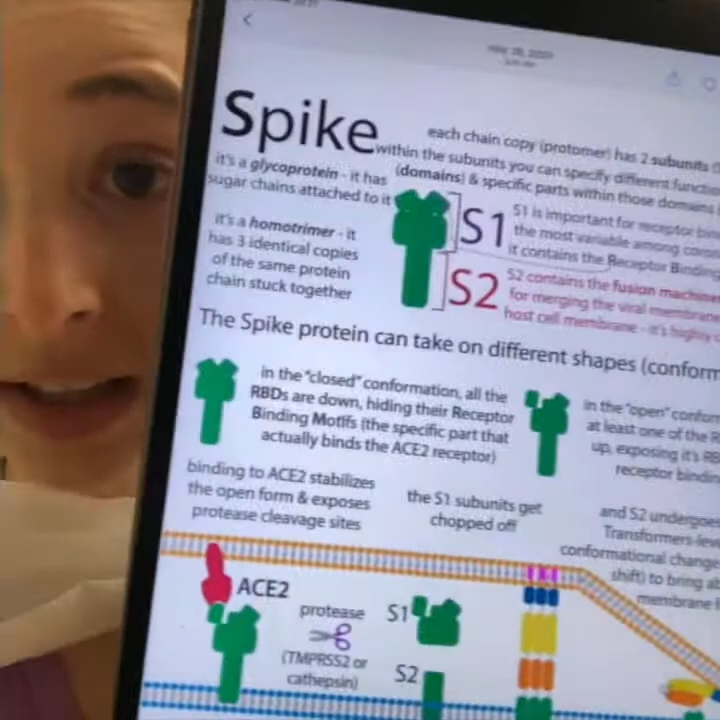 Spike
each chain copy (protomer) has 2 subunits
within the subunits you can specify different
(domains) & specific parts within those domains
it's a glycoprotein - it has
sugar chains attached to it
it's a homotrimer - it
has 3 identical copies
of the same protein
chain stuck together
S1
S1 is important for receptor
the most variable among
it contains the Receptor Binding
S2
S2 contains the fusion
for merging the viral
host cell membrane - it's highly
The Spike protein can take on different shapes
in the "closed" conformation, all the
RBDs are down, hiding their Receptor
Binding Motifs (the specific part that
actually binds the ACE2 receptor)
in the "open"
at least one of the
up, exposing it's
receptor
binding to ACE2 stabilizes
the open form & exposes
protease cleavage sites
the S1 subunits get
chopped off
and S2
conformational
shift) to bring
membrane
ACE2
protease
(TMPRSS2 or
cathepsin)
S1
S2